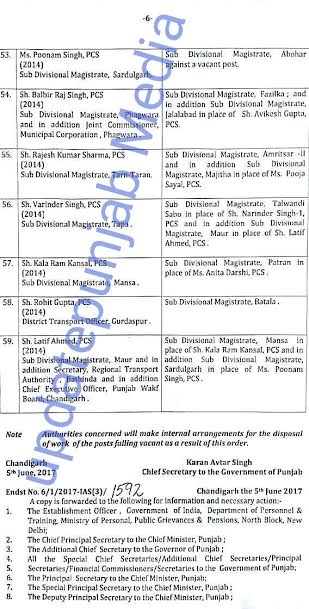 -6-
53. Ms. Poonam Singh, PCS
(2014)
Sub Divisional Magistrate, Sardulgarh.
Sub Divisional Magistrate, Abohar
against a vacant post.
54. Sh. Balbir Raj Singh, PCS
(2014)
Sub Divisional Magistrate, Phagwara
and in addition Joint Commissioner,
Municipal Corporation, Phagwara.
Sub Divisional Magistrate, Fazilka ; and
in addition Sub Divisional Magistrate,
Jalalabad in place of Sh. Avikesh Gupta,
PCS.
55. Sh. Rajesh Kumar Sharma, PCS
(2014)
Sub Divisional Magistrate, Tarn-Taran.
Sub Divisional Magistrate, Amritsar -II
and in addition Sub Divisional
Magistrate, Majitha in place of Ms. Pooja
Sayal, PCS.
56. Sh. Varinder Singh, PCS
(2014)
Sub Divisional Magistrate, Tapa .
Sub Divisional Magistrate, Talwandi
Sabo in place of Sh. Narinder Singh-1,
PCS and in addition Sub Divisional
Magistrate, Maur in place of Sh. Latif
Ahmed, PCS .
57. Sh. Kala Ram Kansal, PCS
(2014)
Sub Divisional Magistrate, Mansa .
Sub Divisional Magistrate, Patran in
place of Ms. Anita Darshi, PCS .
58. Sh. Rohit Gupta, PCS
(2014)
District Transport Officer, Gurdaspur .
Sub Divisional Magistrate, Batala .
59. Sh. Latif Ahmed, PCS
(2014)
Sub Divisional Magistrate, Maur and in
addition Secretary, Regional Transport
Authority , Bathinda and in addition
Chief Executive Officer, Punjab Wakf
Board, Chandigarh .
Sub Divisional Magistrate, Mansa in
place of Sh. Kala Ram Kansal, PCS and in
addition Sub Divisional Magistrate,
Sardulgarh in place of Ms. Poonam
Singh, PCS .
Note Authorities concerned will make internal arrangements for the disposal
of work of the posts falling vacant as a result of this order.
Chandigarh Karan Avtar Singh
5th June, 2017 Chief Secretary to the Government of Punjab
Endst No. 6/1/2017-IAS(3)/ 1592 Chandigarh the 5th June 2017
A copy is forwarded to the following for information and necessary action:-
1. The Establishment Officer , Government of India, Department of Personnel &
Training, Ministry of Personal, Public Grievances & Pensions, North Block, New
Delhi;
2. The Chief Principal Secretary to the Chief Minister, Punjab;
3. The Additional Chief Secretary to the Governor of Punjab ;
4. All the Special Chief Secretaries/Additional Chief Secretaries/Principal
5. Secretaries/Financial Commissioners/Secretaries to the Government of Punjab;
6. The Principal Secretary to the Chief Minister, Punjab;
7. The Special Principal Secretary to the Chief Minister, Punjab ;
8. The Deputy Principal Secretary to the Chief Minister, Punjab ;
updatepunjab Media